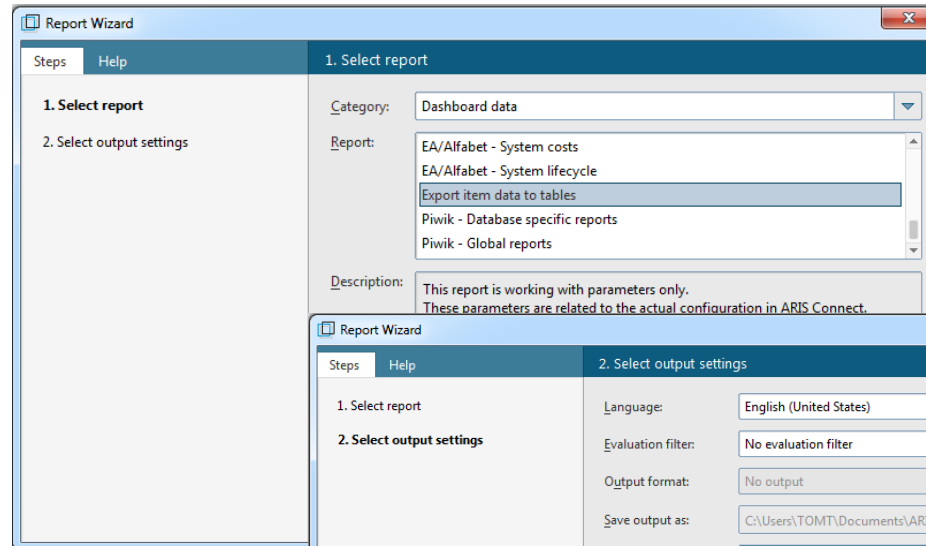 Report Wizard
Steps Help
1. Select report
1. Select report
2. Select output settings
Category: Dashboard data
Report: EA/Alfabet - System costs
EA/Alfabet - System lifecycle
Export item data to tables
Piwik - Database specific reports
Piwik - Global reports
Description: This report is working with parameters only.
These parameters are related to the actual configuration in ARIS Connect.
Report Wizard
Steps Help
2. Select output settings
1. Select report
2. Select output settings
Language: English (United States)
Evaluation filter: No evaluation filter
Output format: No output
Save output as: C:\Users\TOMT\Documents\AR